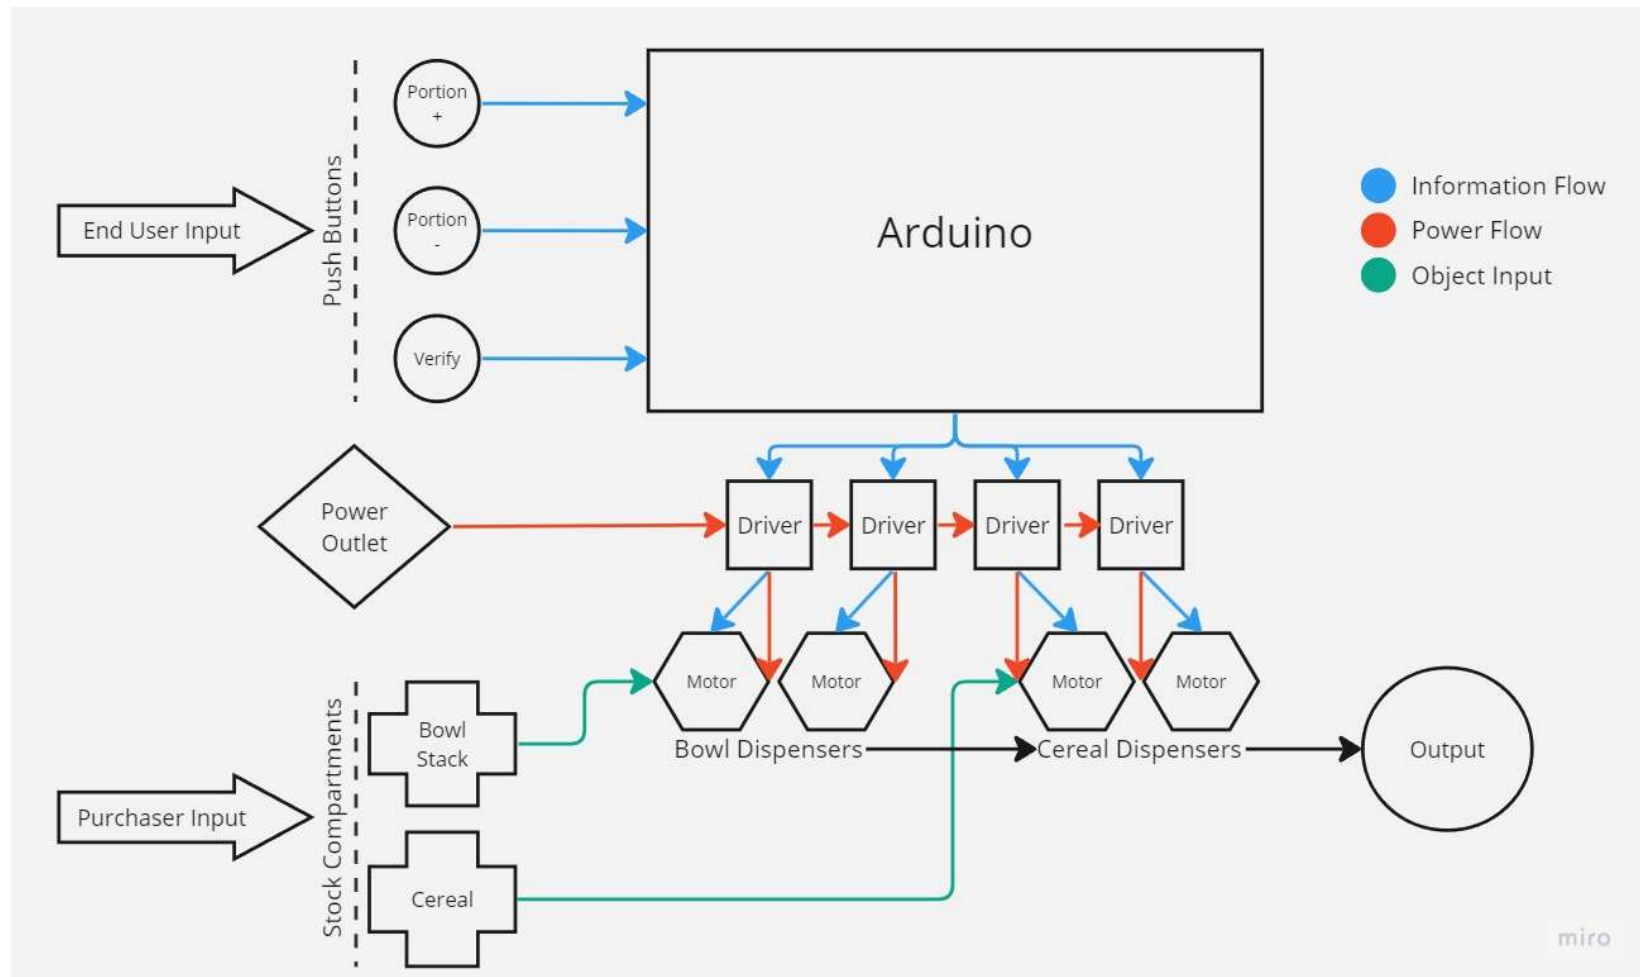 Portion
+
Portion
-
Verify
Push Buttons
End User Input
Arduino
Information Flow
Power Flow
Object Input
Power
Outlet
Driver
Driver
Driver
Driver
Motor
Motor
Motor
Motor
Bowl Dispensers
Cereal Dispensers
Output
Bowl
Stack
Cereal
Stock Compartments
Purchaser Input
miro